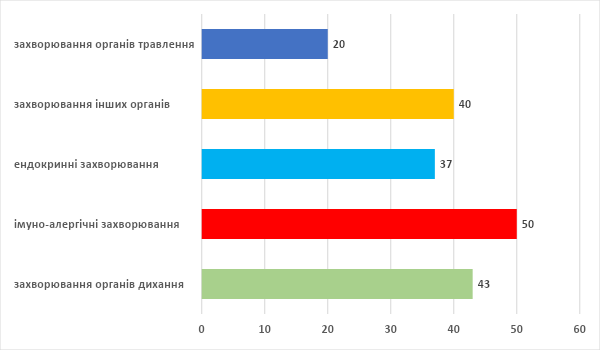 захворювання органів травлення 20
захворювання інших органів 40
ендокринні захворювання 37
імуно-алергічні захворювання 50
захворювання органів дихання 43
0 10 20 30 40 50 60